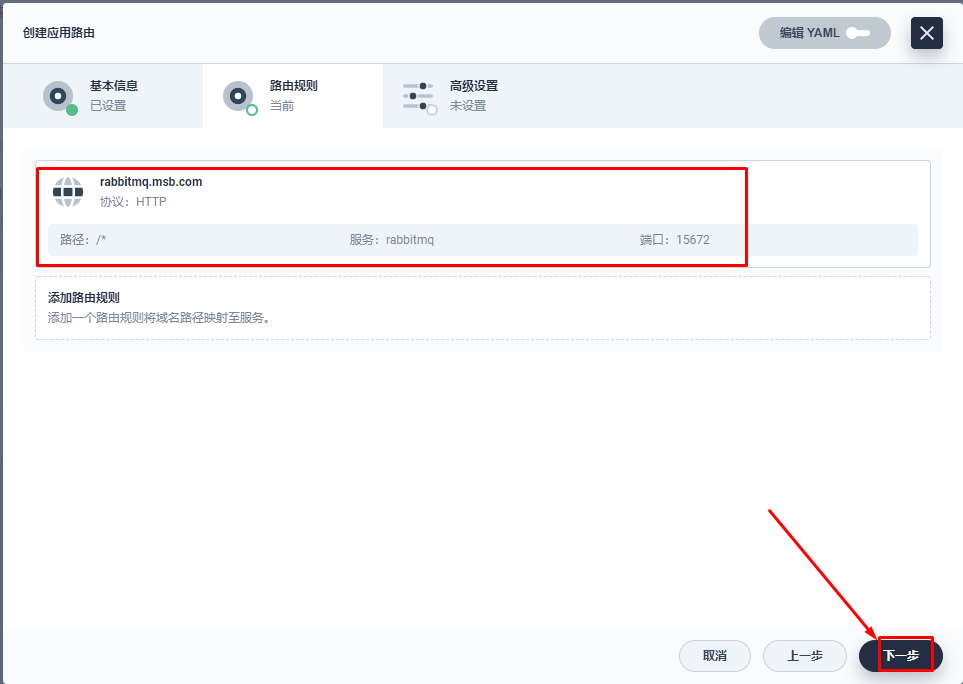 创建应用路由
编辑 YAML
基本信息
已设置
路由规则
当前
高级设置
未设置
rabbitmq.msb.com
协议：HTTP
路径：/* 服务：rabbitmq 端口：15672
添加路由规则
添加一个路由规则将域名路径映射至服务。
取消 上一步 下一步